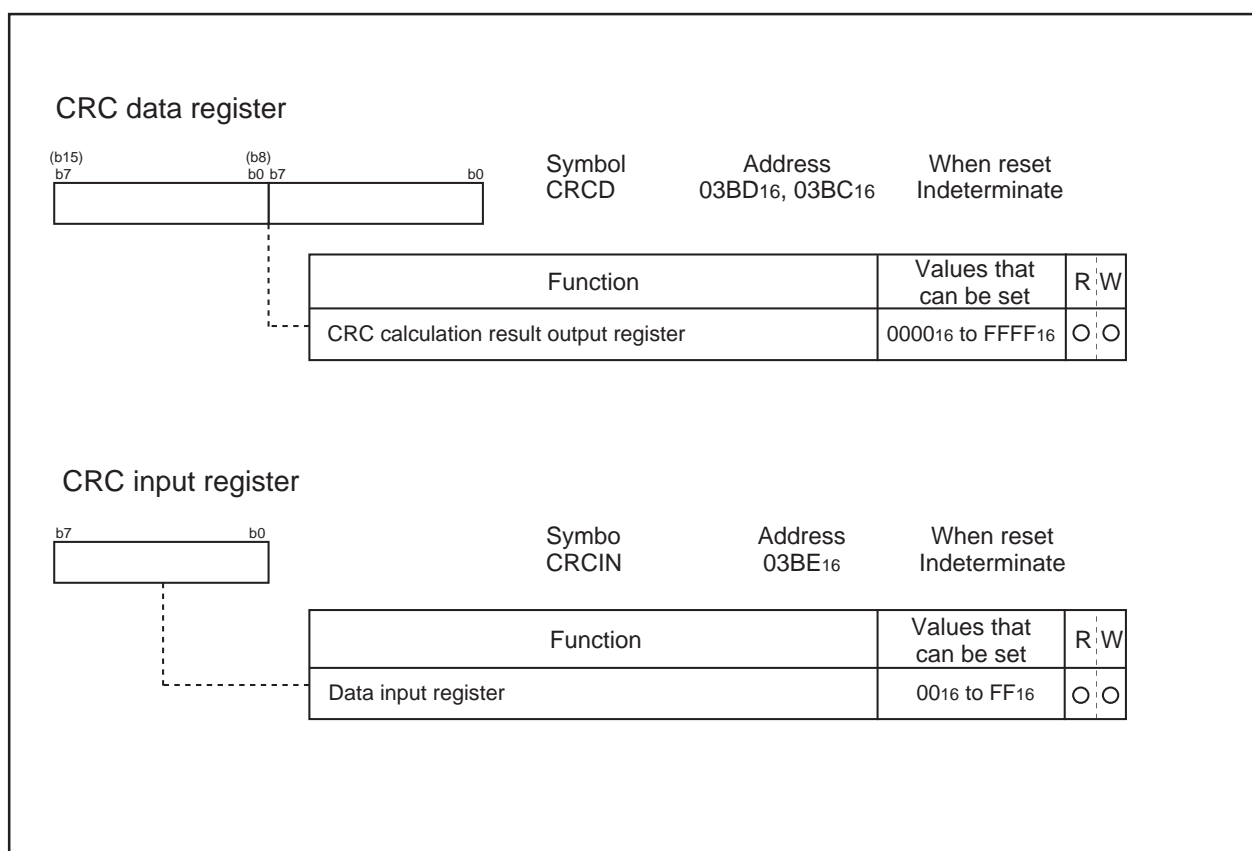 CRC data register
(b15) (b8)
b7 b0 b7 b0
Symbol Address When reset
CRCD 03BD16, 03BC16 Indeterminate
Function Values that can be set R W
CRC calculation result output register 000016 to FFFF16 O O
CRC input register
b7 b0
Symbo Address When reset
CRCIN 03BE16 Indeterminate
Function Values that can be set R W
Data input register 0016 to FF16 O O